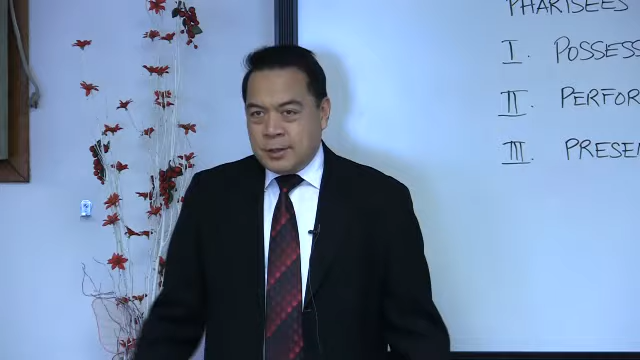 PHARISEES
I. POSSESS
II. PERFOR
III. PRESEN